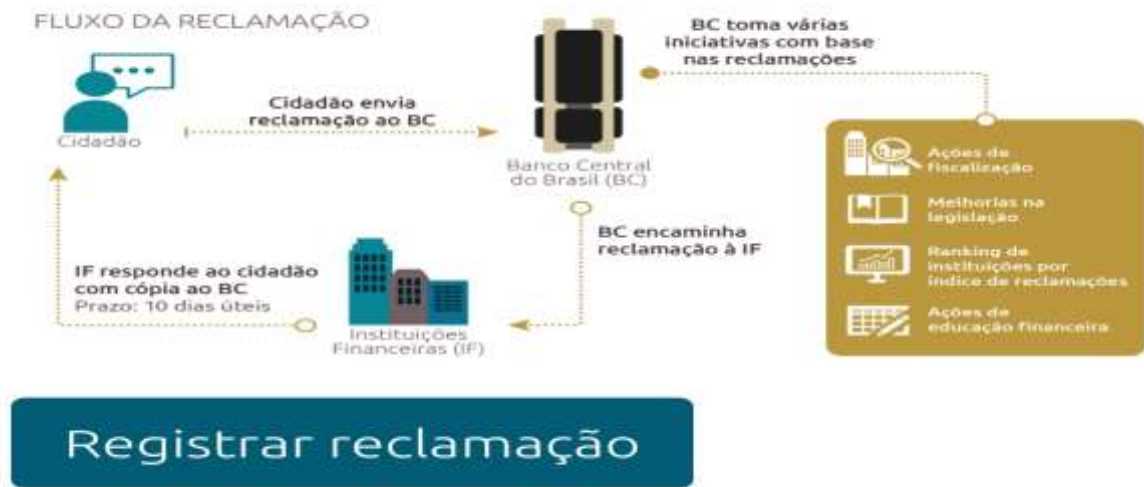 FLUXO DA RECLAMAÇÃO
Cidadão
Cidadão envia
reclamação ao BC
Banco Central
do Brasil (BC)
BC toma várias
iniciativas com base
nas reclamações
Ações de
fiscalização
Melhorias na
legislação
Ranking de
instituições por
índice de reclamações
Ações de
educação financeira
BC encaminha
reclamação à IF
Instituições
Financeiras (IF)
IF responde ao cidadão
com cópia ao BC
Prazo: 10 dias úteis
Registrar reclamação